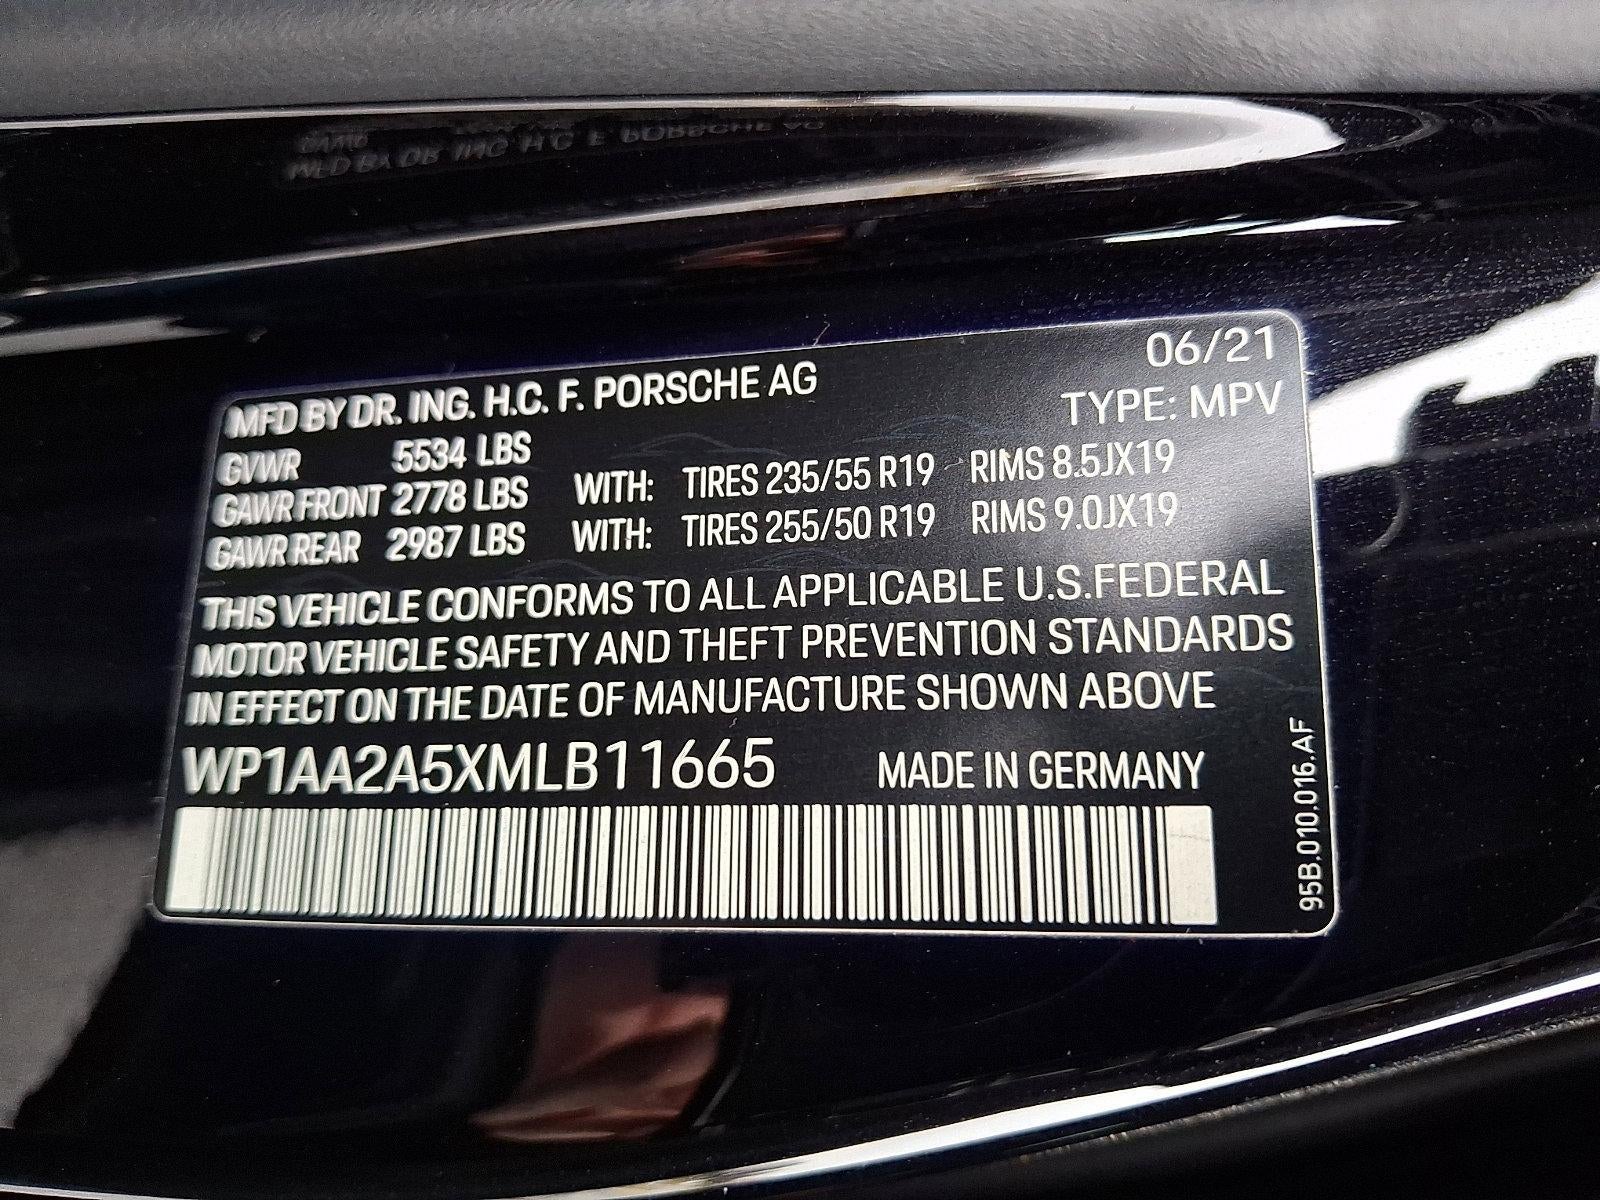 MFD BY DR. ING. H.C. F. PORSCHE AG 06/21
TYPE: MPV
GVWR 5534 LBS
GAWR FRONT 2778 LBS WITH: TIRES 235/55 R19 RIMS 8.5JX19
GAWR REAR 2987 LBS WITH: TIRES 255/50 R19 RIMS 9.0JX19
THIS VEHICLE CONFORMS TO ALL APPLICABLE U.S.FEDERAL
MOTOR VEHICLE SAFETY AND THEFT PREVENTION STANDARDS
IN EFFECT ON THE DATE OF MANUFACTURE SHOWN ABOVE
WP1AA2A5XMLB11665 MADE IN GERMANY
95B.010.016.AF